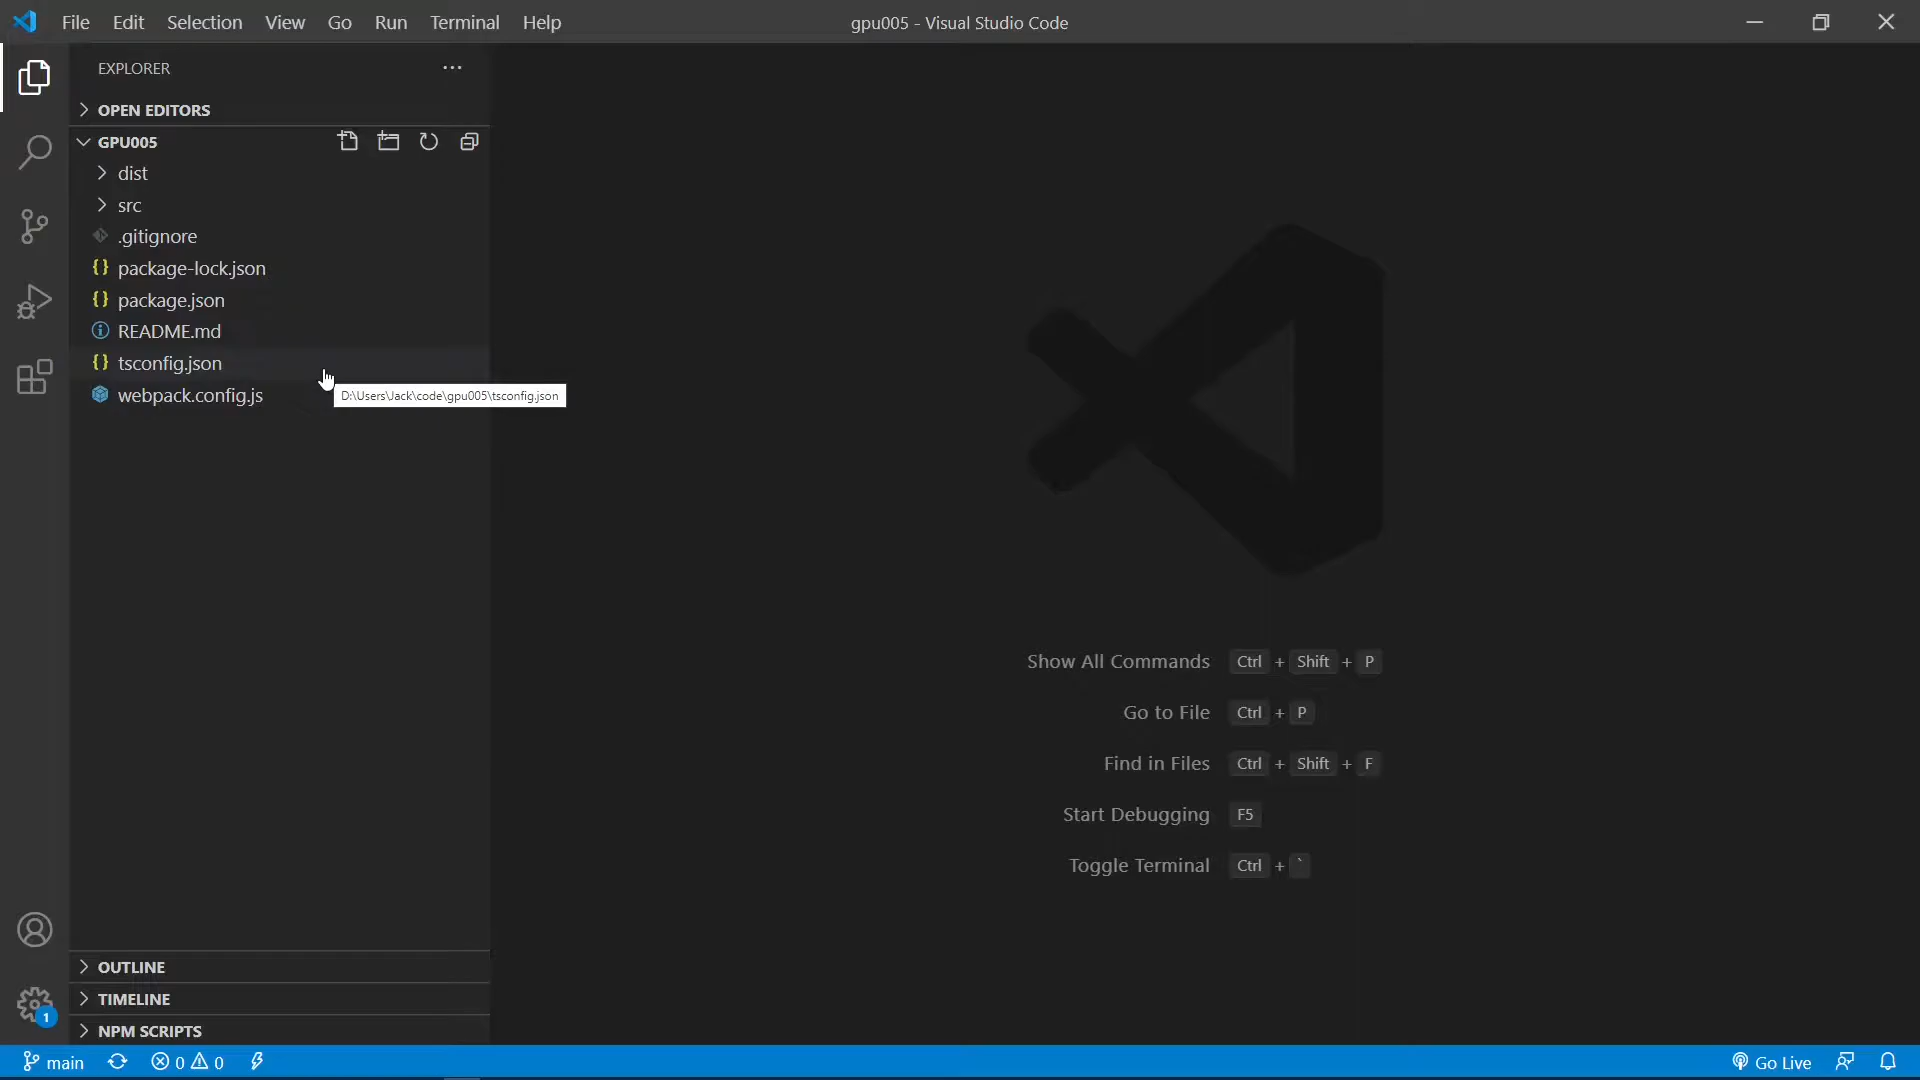 File Edit Selection View Go Run Terminal Help
gpu005 - Visual Studio Code
EXPLORER
OPEN EDITORS
GPU005
dist
src
.gitignore
package-lock.json
package.json
README.md
tsconfig.json
D:\Users\Jack\code\gpu005\tsconfig.json
webpack.config.js
Show All Commands Ctrl + Shift + P
Go to File Ctrl + P
Find in Files Ctrl + Shift + F
Start Debugging F5
Toggle Terminal Ctrl + `
OUTLINE
TIMELINE
NPM SCRIPTS
1
main 0 0 Go Live